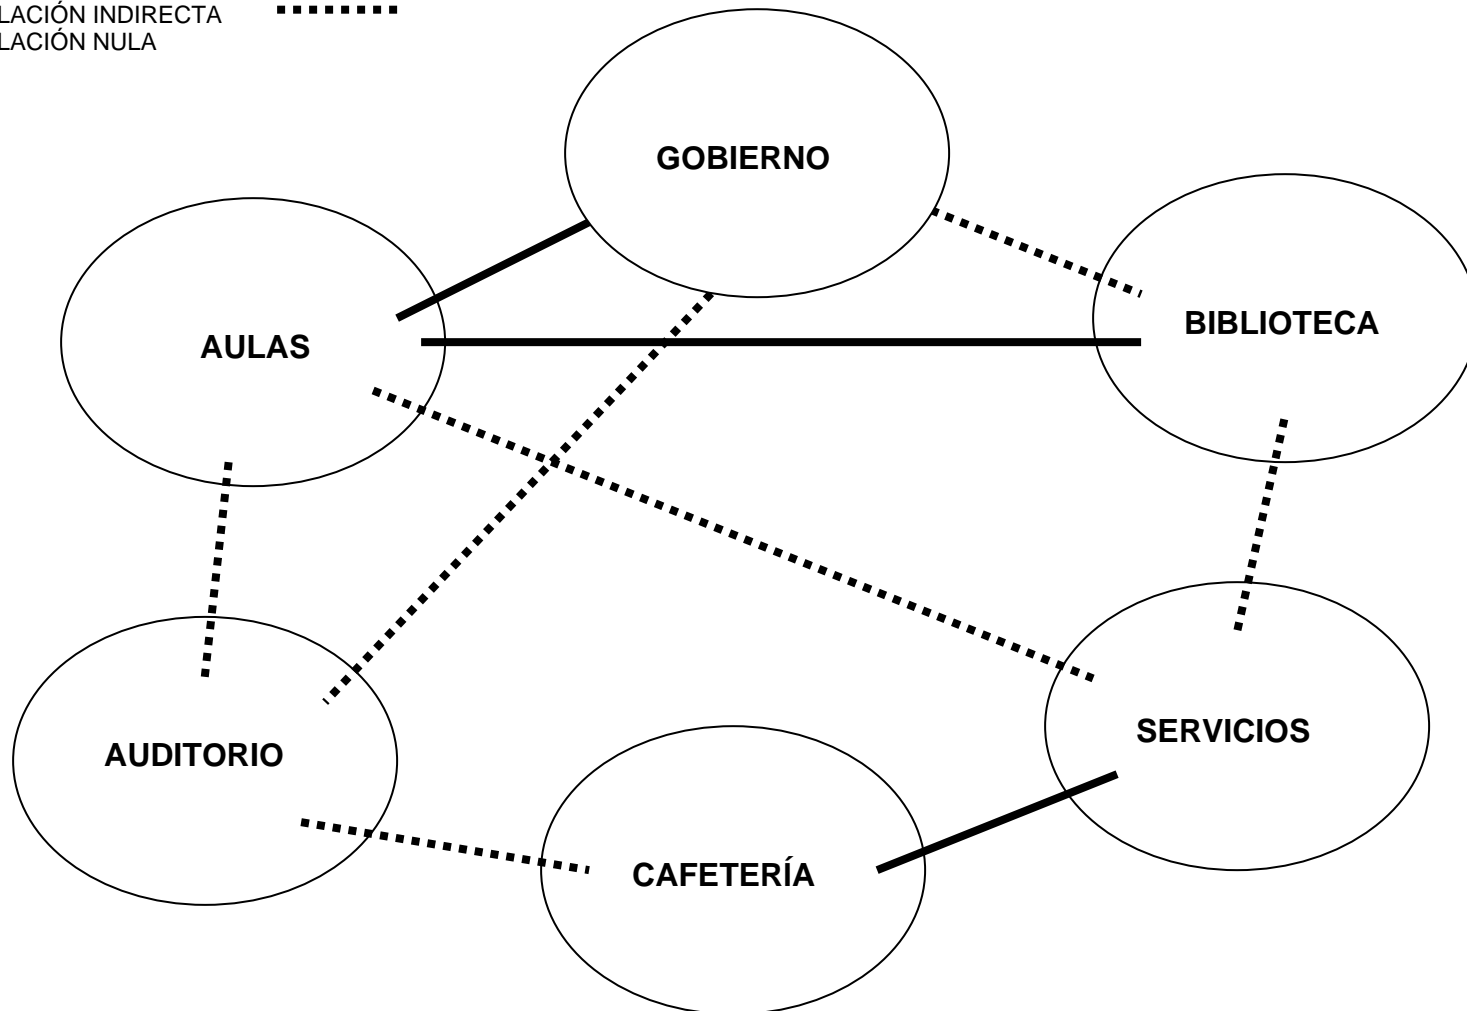 LACIÓN INDIRECTA
LACIÓN NULA
GOBIERNO
BIBLIOTECA
AULAS
SERVICIOS
AUDITORIO
CAFETERÍA